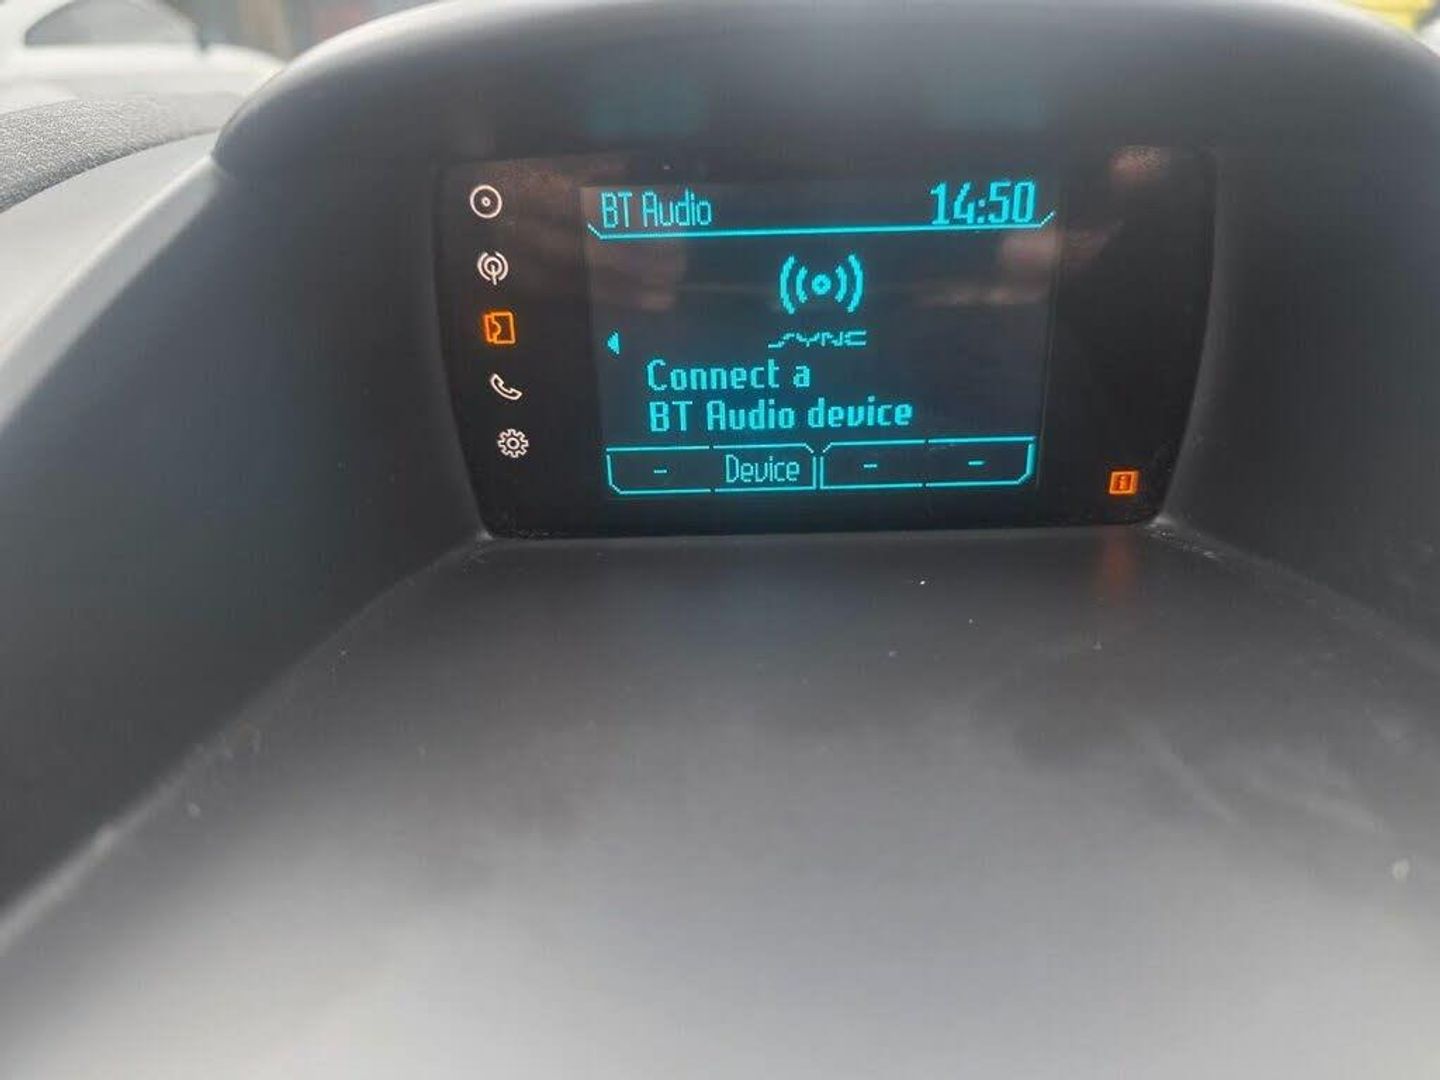 BT Audio 14:50
SYNC
Connect a
BT Audio device
- Device - -
i